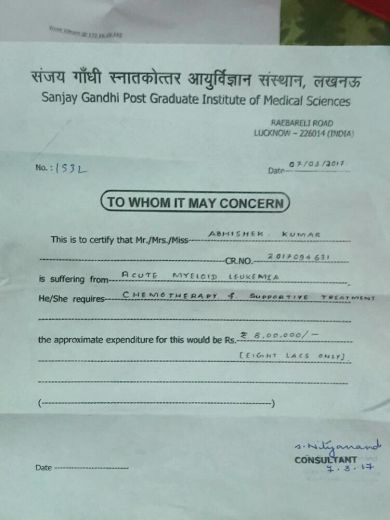 संजय गाँधी स्नातकोत्तर आयुर्विज्ञान संस्थान, लखनऊ
Sanjay Gandhi Post Graduate Institute of Medical Sciences
RAEBARELI ROAD
LUCKNOW – 226014 (INDIA)
No. : 1532
Date 07/03/2017
TO WHOM IT MAY CONCERN
This is to certify that Mr./Mrs./Miss ABHISHEK KUMAR
CR.NO. 2017094631
is suffering from ACUTE MYELOID LEUKEMIA
He/She requires CHEMOTHERAPY & SUPPORTIVE TREATMENT
the approximate expenditure for this would be Rs. ₹ 8,00,000/-
[EIGHT LACS ONLY]
( )
S. Nityanand
CONSULTANT
7.3.17
Date